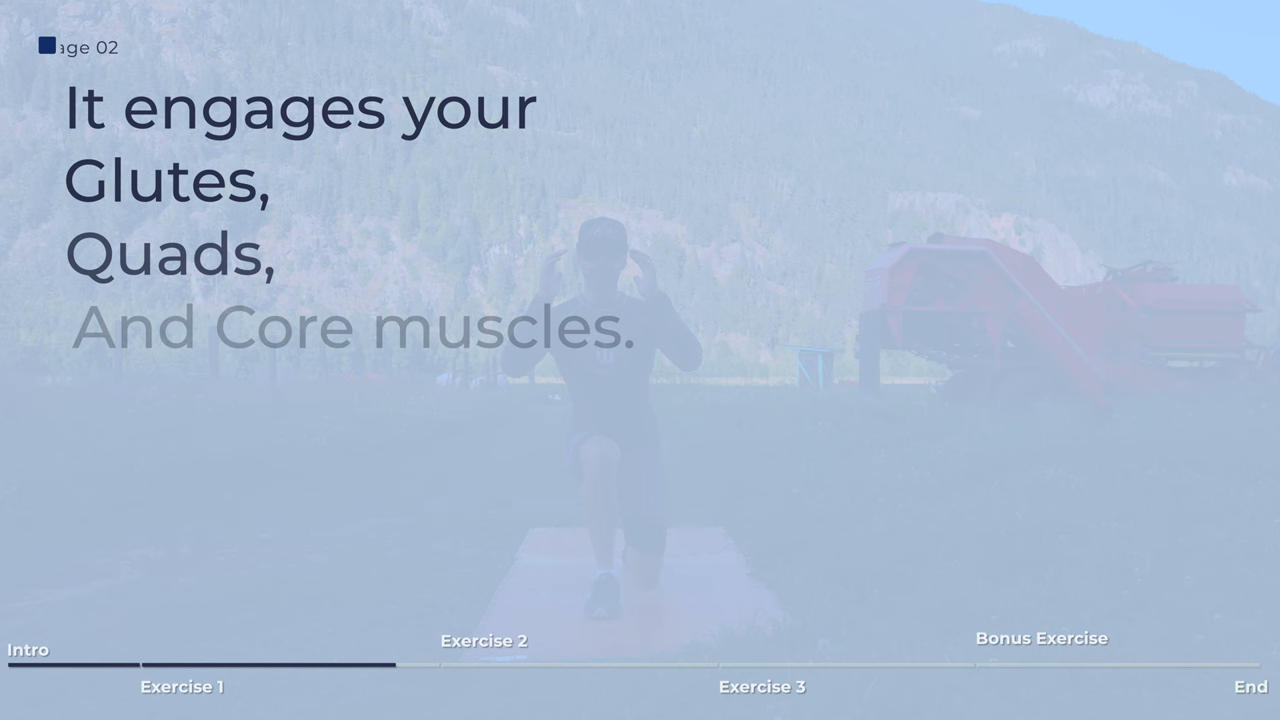 age 02
It engages your
Glutes,
Quads,
And Core muscles.
Exercise 2
Bonus Exercise
Intro
Exercise 1
Exercise 3
End